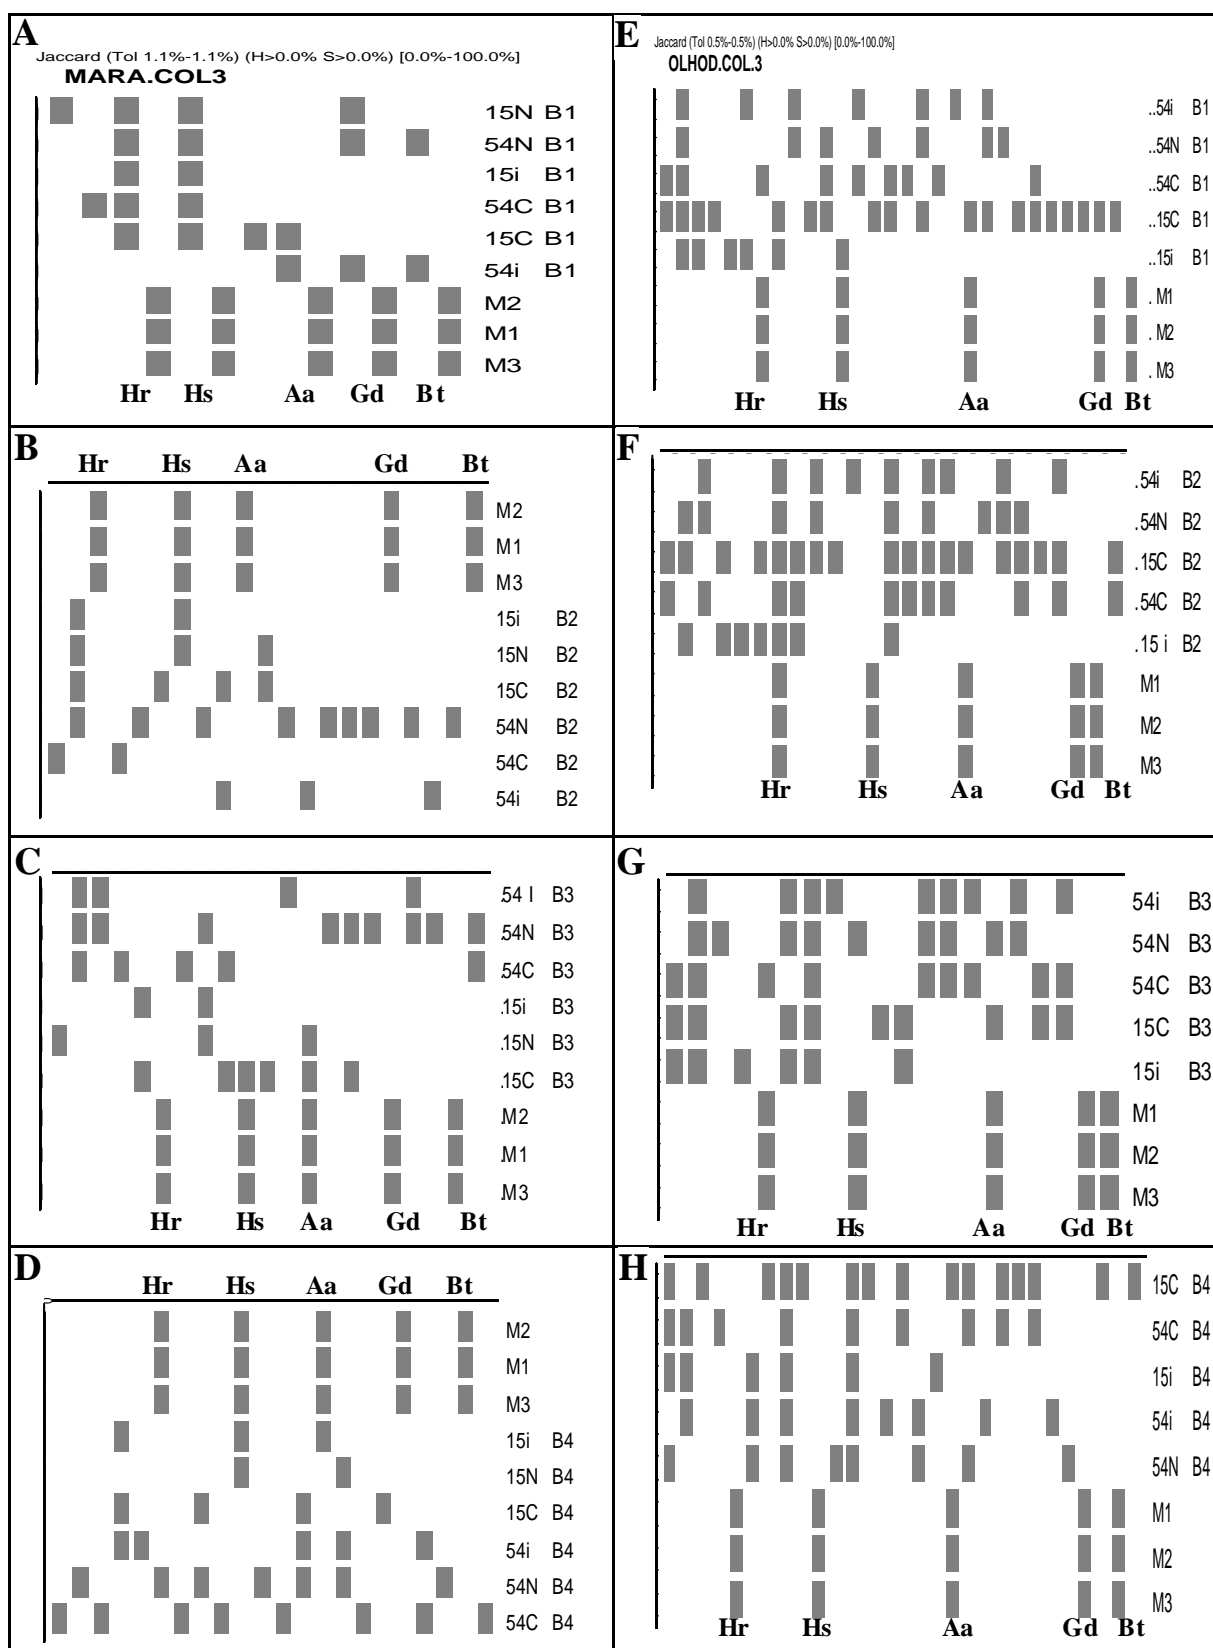 A
Jaccard (Tol 1.1%-1.1%) (H>0.0% S>0.0%) [0.0%-100.0%]
MARA.COL3
15N B1
54N B1
15i B1
54C B1
15C B1
54i B1
M2
M1
M3
Hr Hs Aa Gd Bt
B
Hr Hs Aa Gd Bt
M2
M1
M3
15i B2
15N B2
15C B2
54N B2
54C B2
54i B2
C
.54 I B3
.54N B3
.54C B3
.15i B3
.15N B3
.15C B3
.M2
.M1
.M3
Hr Hs Aa Gd Bt
D
Hr Hs Aa Gd Bt
M2
M1
M3
15i B4
15N B4
15C B4
54i B4
54N B4
54C B4
E
Jaccard (Tol 0.5%-0.5%) (H>0.0% S>0.0%) [0.0%-100.0%]
OLHOD.COL.3
..54i B1
..54N B1
..54C B1
..15C B1
..15i B1
. M1
. M2
. M3
Hr Hs Aa Gd Bt
F
.54i B2
.54N B2
.15C B2
.54C B2
.15 i B2
M1
M2
M3
Hr Hs Aa Gd Bt
G
54i B3
54N B3
54C B3
15C B3
15i B3
M1
M2
M3
Hr Hs Aa Gd Bt
H
15C B4
54C B4
15i B4
54i B4
54N B4
M1
M2
M3
Hr Hs Aa Gd Bt